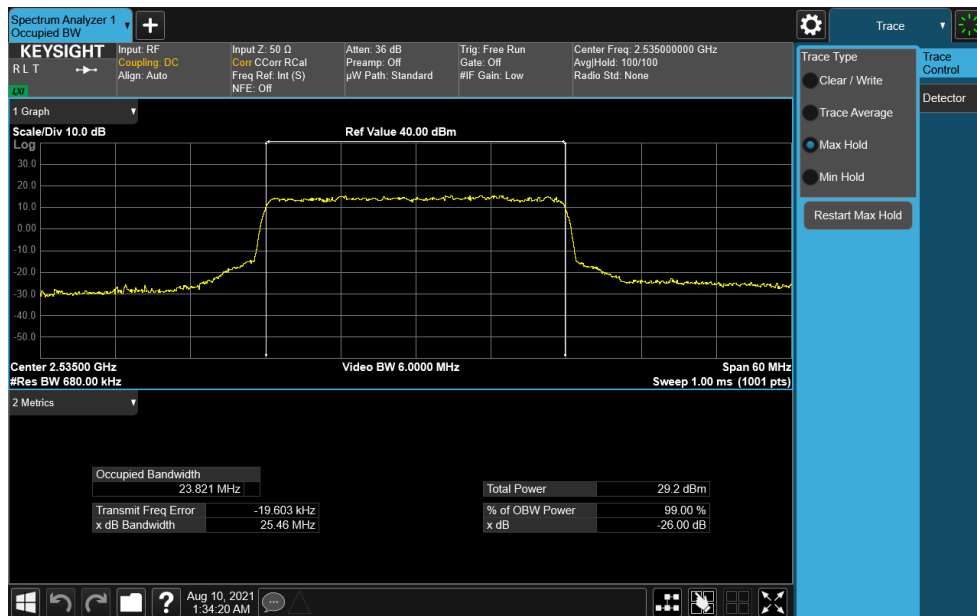 Spectrum Analyzer 1
Occupied BW
Trace
KEYSIGHT
R L T
LXI
Input: RF
Coupling: DC
Align: Auto
Input Z: 50 Ω
Corr CCorr RCal
Freq Ref: Int (S)
NFE: Off
Atten: 36 dB
Preamp: Off
µW Path: Standard
Trig: Free Run
Gate: Off
#IF Gain: Low
Center Freq: 2.535000000 GHz
Avg|Hold: 100/100
Radio Std: None
Trace Type
Clear / Write
Trace Average
Max Hold
Min Hold
Restart Max Hold
Trace
Control
Detector
1 Graph
Scale/Div 10.0 dB
Ref Value 40.00 dBm
Log
30.0
20.0
10.0
0.00
-10.0
-20.0
-30.0
-40.0
-50.0
Center 2.53500 GHz
#Res BW 680.00 kHz
Video BW 6.0000 MHz
Span 60 MHz
Sweep 1.00 ms (1001 pts)
2 Metrics
Occupied Bandwidth
23.821 MHz
Transmit Freq Error -19.603 kHz
x dB Bandwidth 25.46 MHz
Total Power 29.2 dBm
% of OBW Power 99.00 %
x dB -26.00 dB
?
Aug 10, 2021
1:34:20 AM